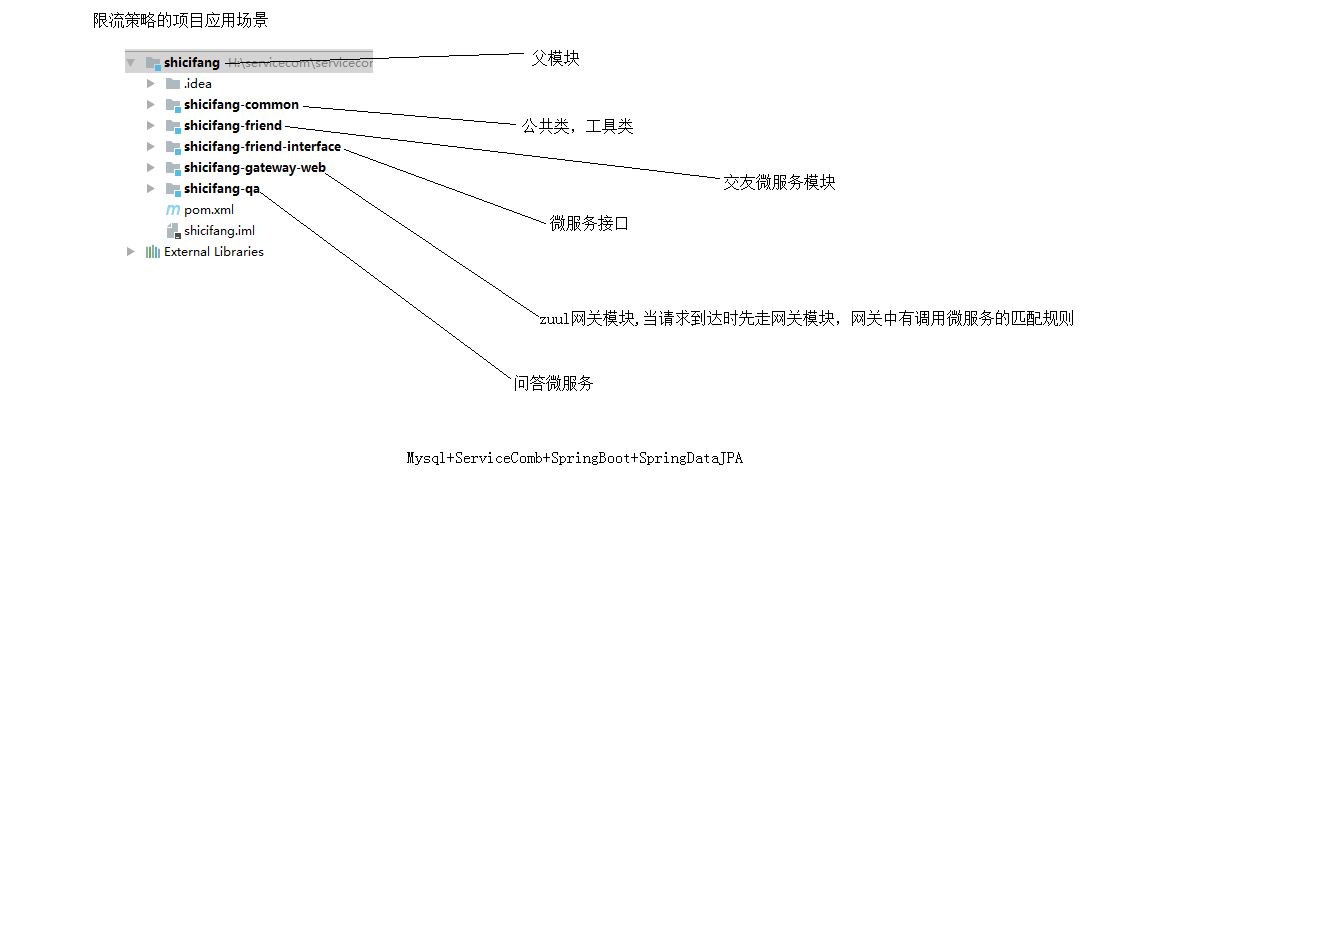 限流策略的项目应用场景
shicifang H:\servicecom\servicecor
父模块
.idea
shicifang-common
公共类，工具类
shicifang-friend
交友微服务模块
shicifang-friend-interface
微服务接口
shicifang-gateway-web
zuul网关模块,当请求到达时先走网关模块，网关中有调用微服务的匹配规则
shicifang-qa
问答微服务
pom.xml
shicifang.iml
External Libraries
Mysql+ServiceComb+SpringBoot+SpringDataJPA